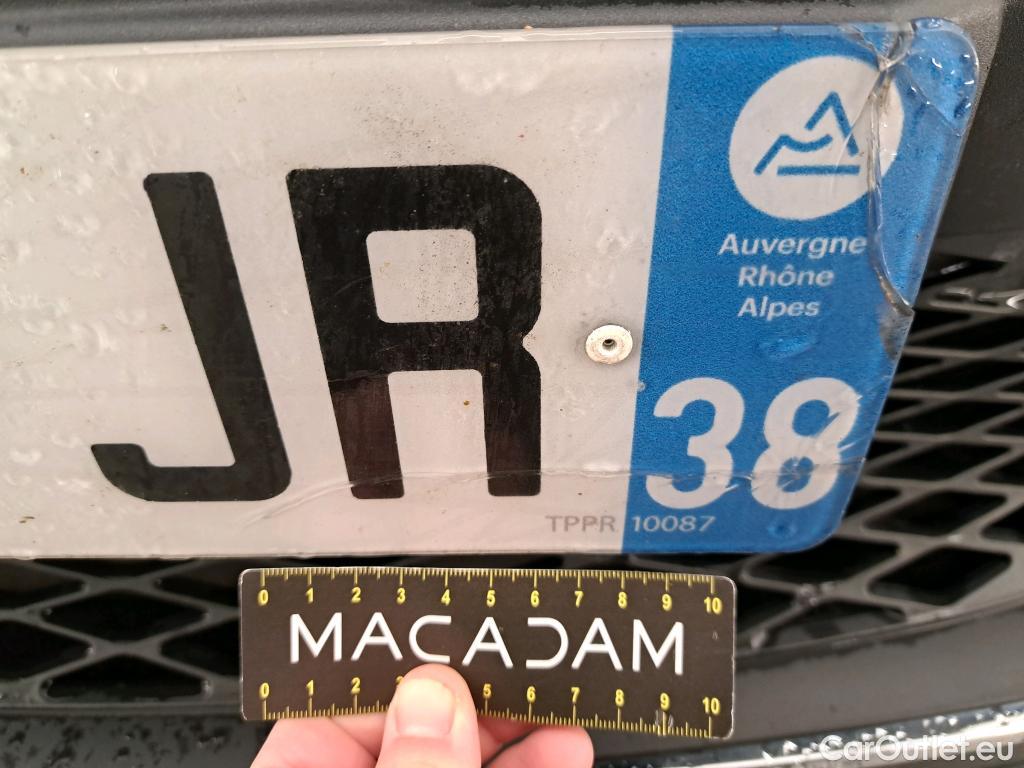 JR
Auvergne
Rhône
Alpes
38
TPPR 10087
0 1 2 3 4 5 6 7 8 9 10
MACADAM
0 1 2 3 5 6 7 8 9 10
CarOutlet.eu